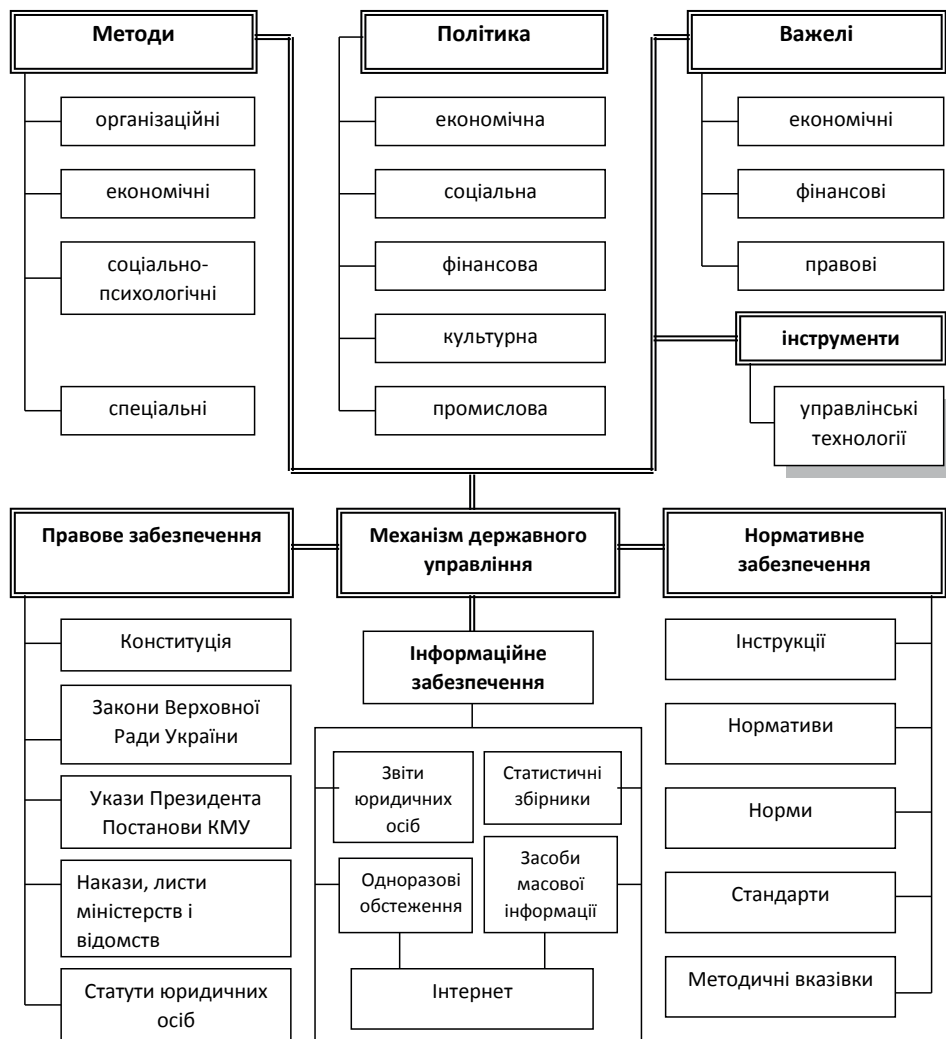 Методи
організаційні
економічні
соціально-
психологічні
спеціальні
Політика
економічна
соціальна
фінансова
культурна
промислова
Важелі
економічні
фінансові
правові
інструменти
управлінські
технології
Правове забезпечення
Конституція
Закони Верховної
Ради України
Укази Президента
Постанови КМУ
Накази, листи
міністерств і
відомств
Статути юридичних
осіб
Механізм державного
управління
Інформаційне
забезпечення
Звіти
юридичних
осіб
Статистичні
збірники
Одноразові
обстеження
Засоби
масової
інформації
Інтернет
Нормативне
забезпечення
Інструкції
Нормативи
Норми
Стандарти
Методичні вказівки